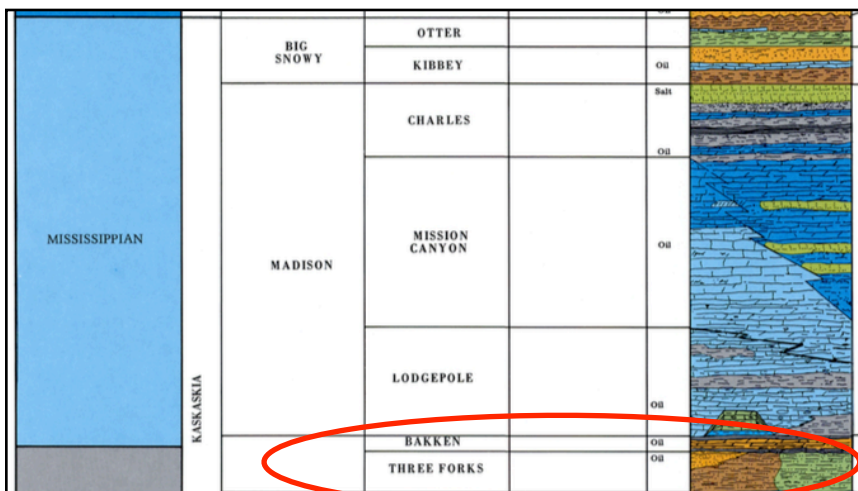 OTTER
BIG
SNOWY
KIBBEY
Oil
Salt
CHARLES
Oil
MISSISSIPPIAN
MISSION
CANYON
Oil
MADISON
KASKASKIA
LODGEPOLE
Oil
BAKKEN
Oil
THREE FORKS
Oil